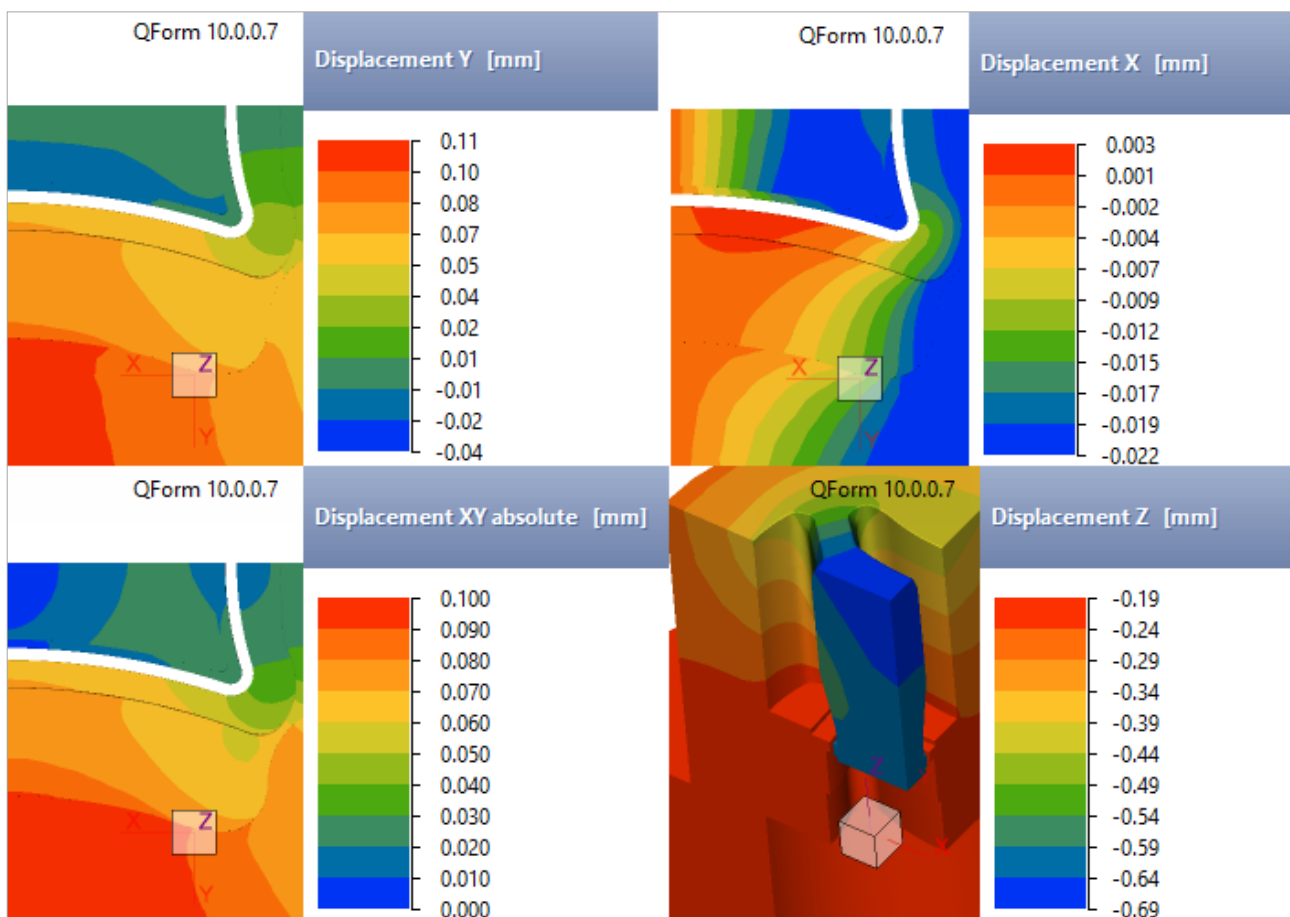 QForm 10.0.0.7
Displacement Y [mm]
0.11
0.10
0.08
0.07
0.05
0.04
0.02
0.01
-0.01
-0.02
-0.04
X
Z
Y
QForm 10.0.0.7
Displacement X [mm]
0.003
0.001
-0.002
-0.004
-0.007
-0.009
-0.012
-0.015
-0.017
-0.019
-0.022
X
Z
Y
QForm 10.0.0.7
Displacement XY absolute [mm]
0.100
0.090
0.080
0.070
0.060
0.050
0.040
0.030
0.020
0.010
0.000
X
Z
Y
QForm 10.0.0.7
Displacement Z [mm]
-0.19
-0.24
-0.29
-0.34
-0.39
-0.44
-0.49
-0.54
-0.59
-0.64
-0.69
Z